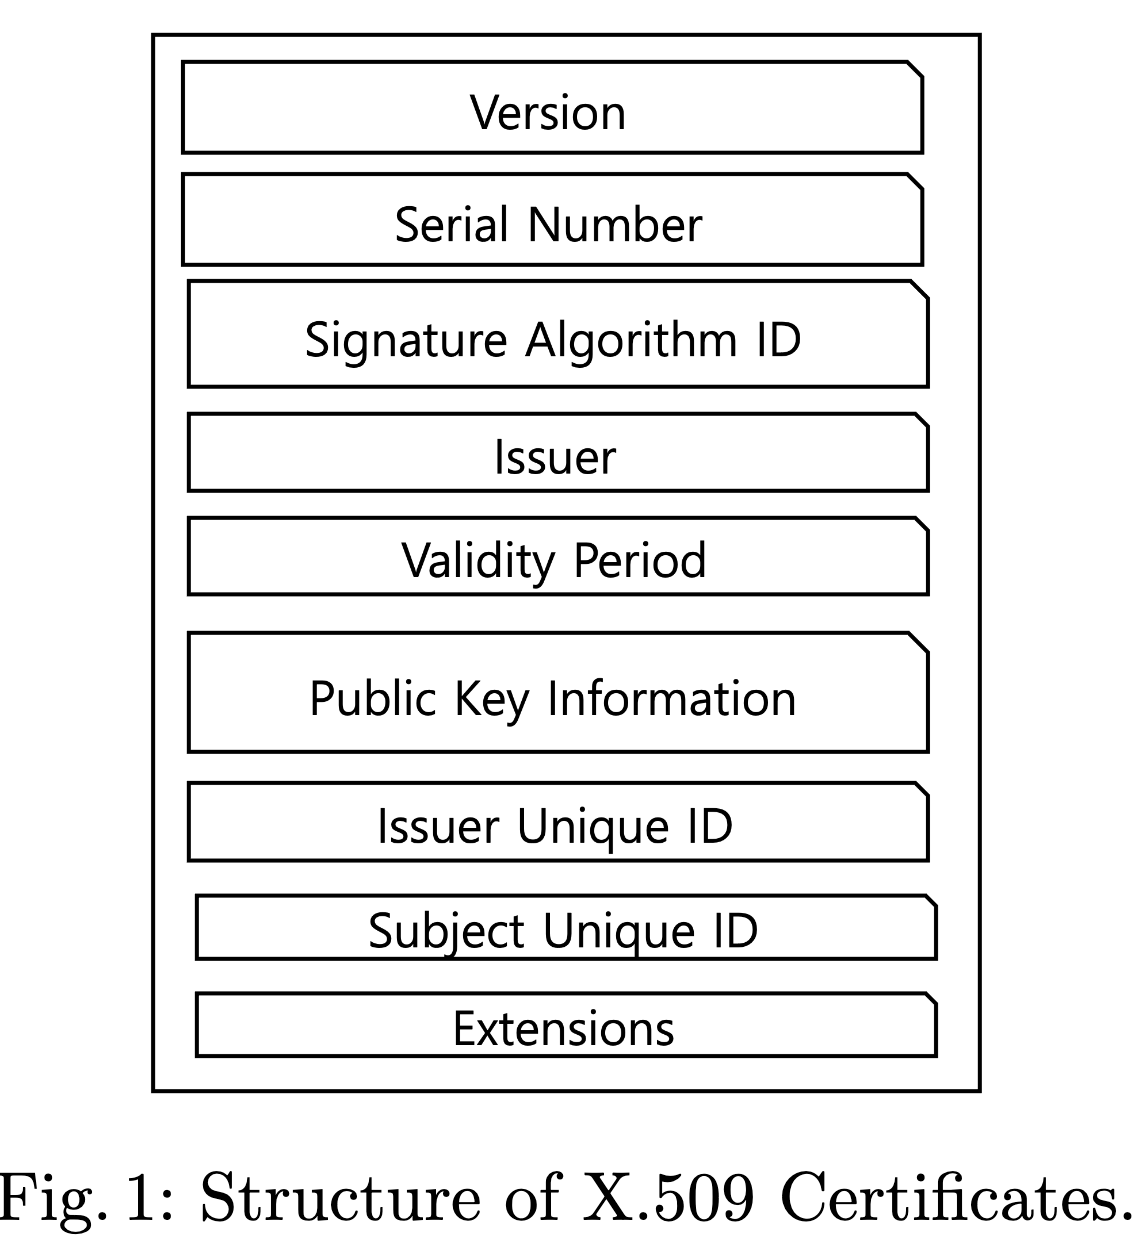 Version
Serial Number
Signature Algorithm ID
Issuer
Validity Period
Public Key Information
Issuer Unique ID
Subject Unique ID
Extensions
Fig. 1: Structure of X.509 Certificates.